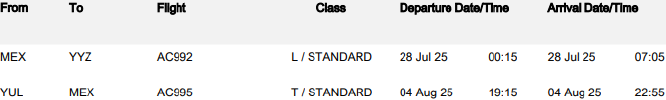 From To Flight Class Departure Date/Time Arrival Date/Time
MEX YYZ AC992 L / STANDARD 28 Jul 25 00:15 28 Jul 25 07:05
YUL MEX AC995 T / STANDARD 04 Aug 25 19:15 04 Aug 25 22:55